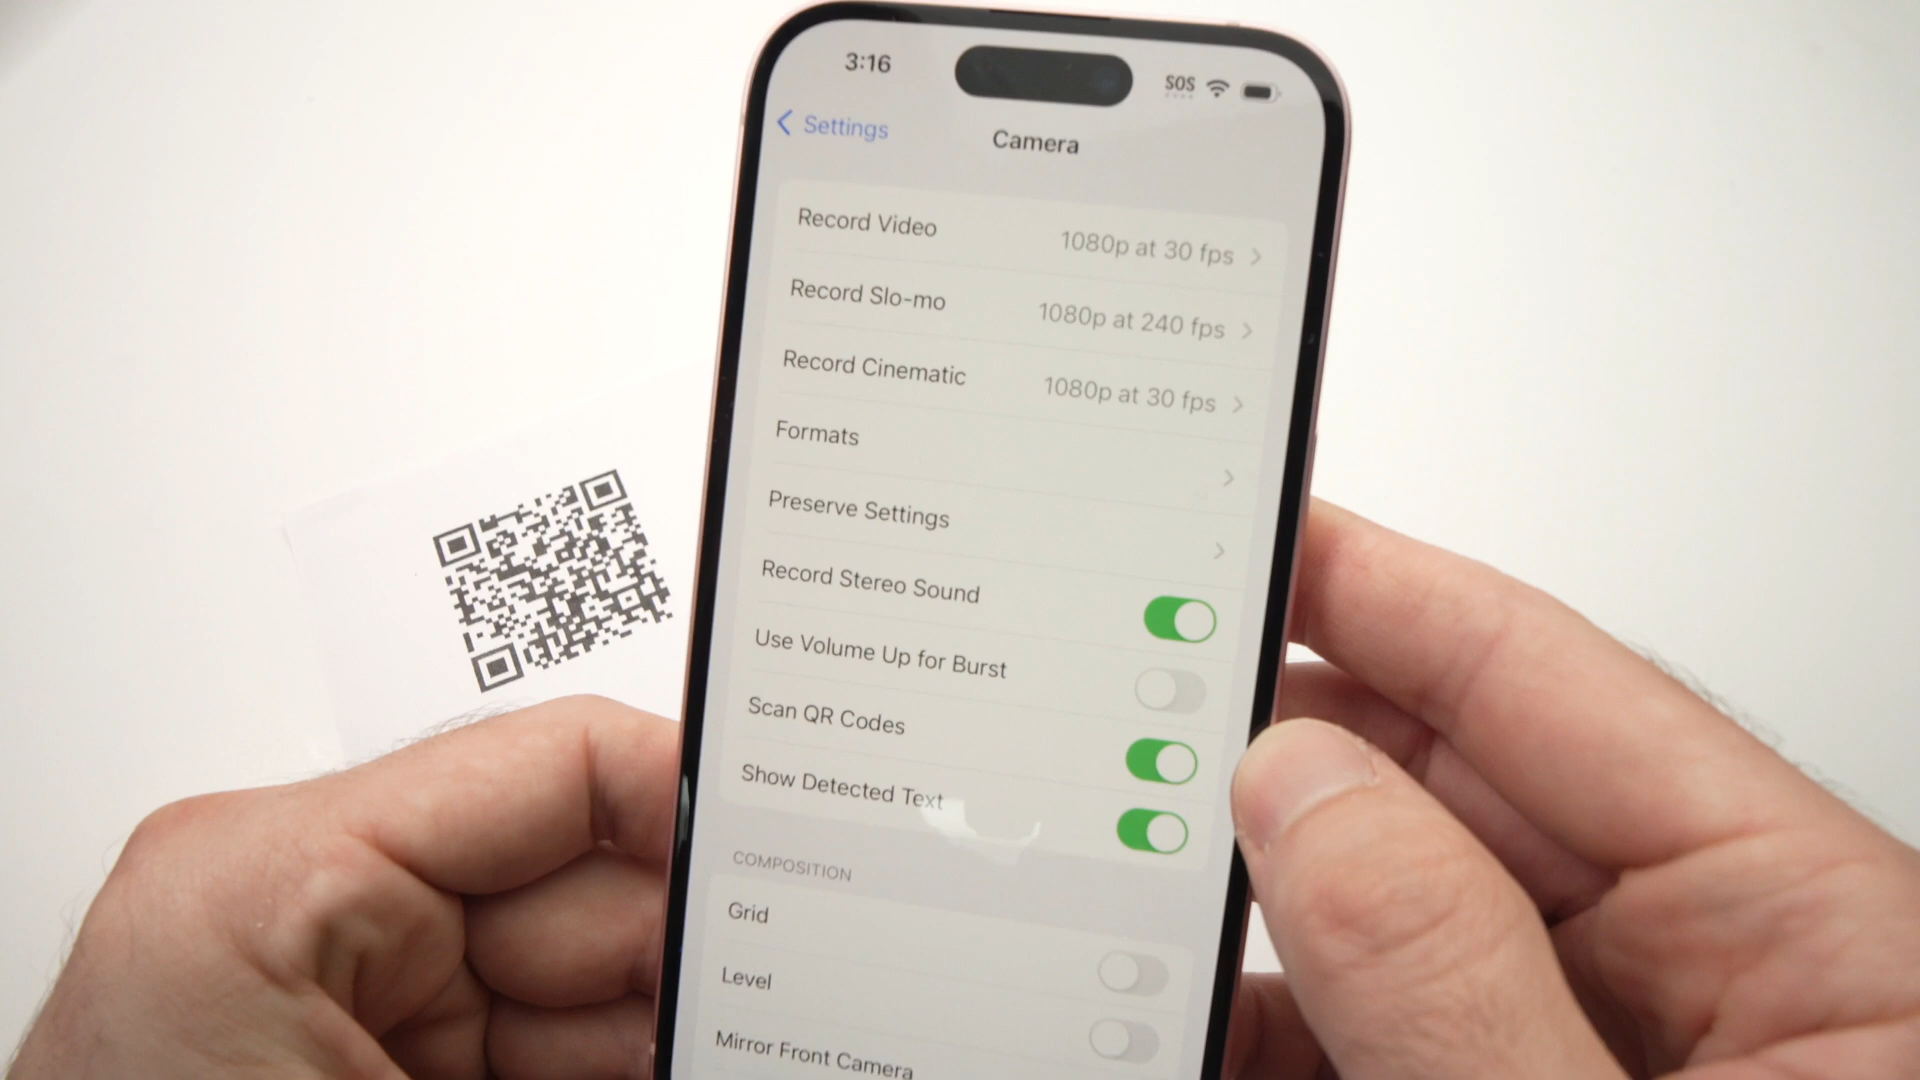 3:16 SOS
Settings
Camera
Record Video 1080p at 30 fps
Record Slo-mo 1080p at 240 fps
Record Cinematic 1080p at 30 fps
Formats
Preserve Settings
Record Stereo Sound
Use Volume Up for Burst
Scan QR Codes
Show Detected Text
COMPOSITION
Grid
Level
Mirror Front Camera